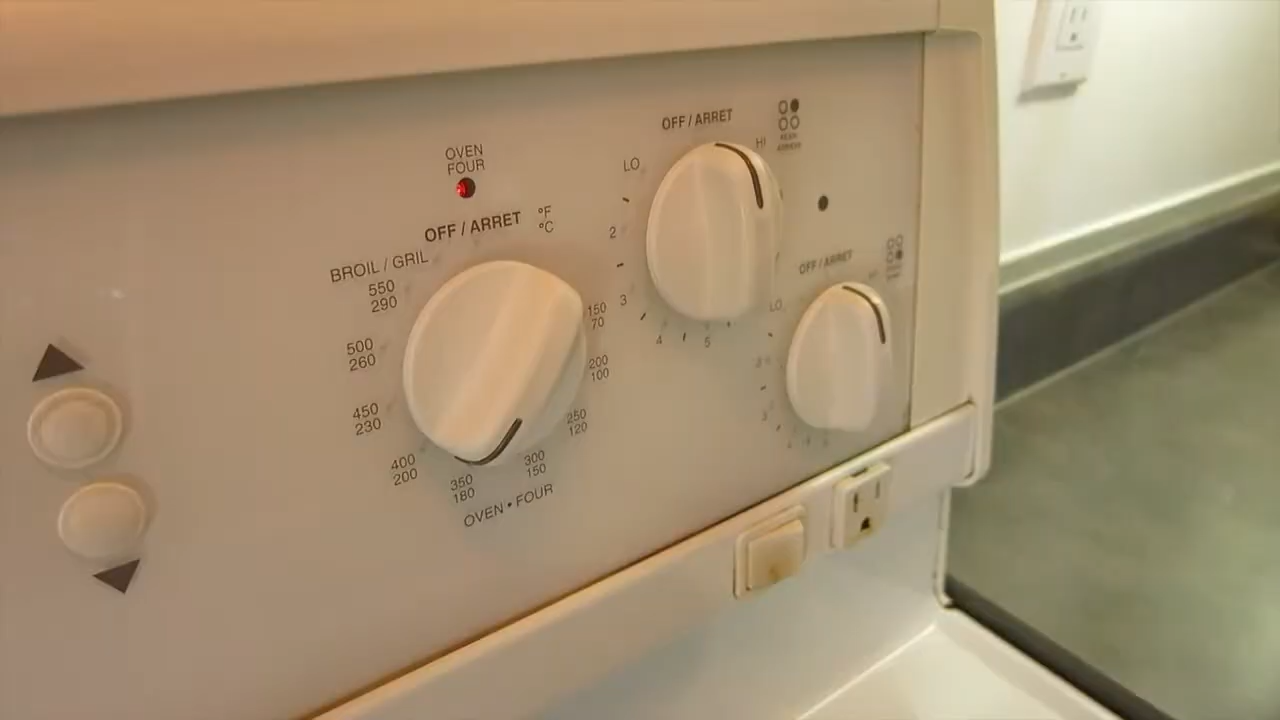 OVEN
FOUR
OFF / ARRET
°F
°C
BROIL / GRIL
550
290
500
260
450
230
400
200
350
180
300
150
250
120
200
100
150
70
OVEN • FOUR
OFF / ARRET
LO
HI
2
3
4
5
OFF / ARRET
LO